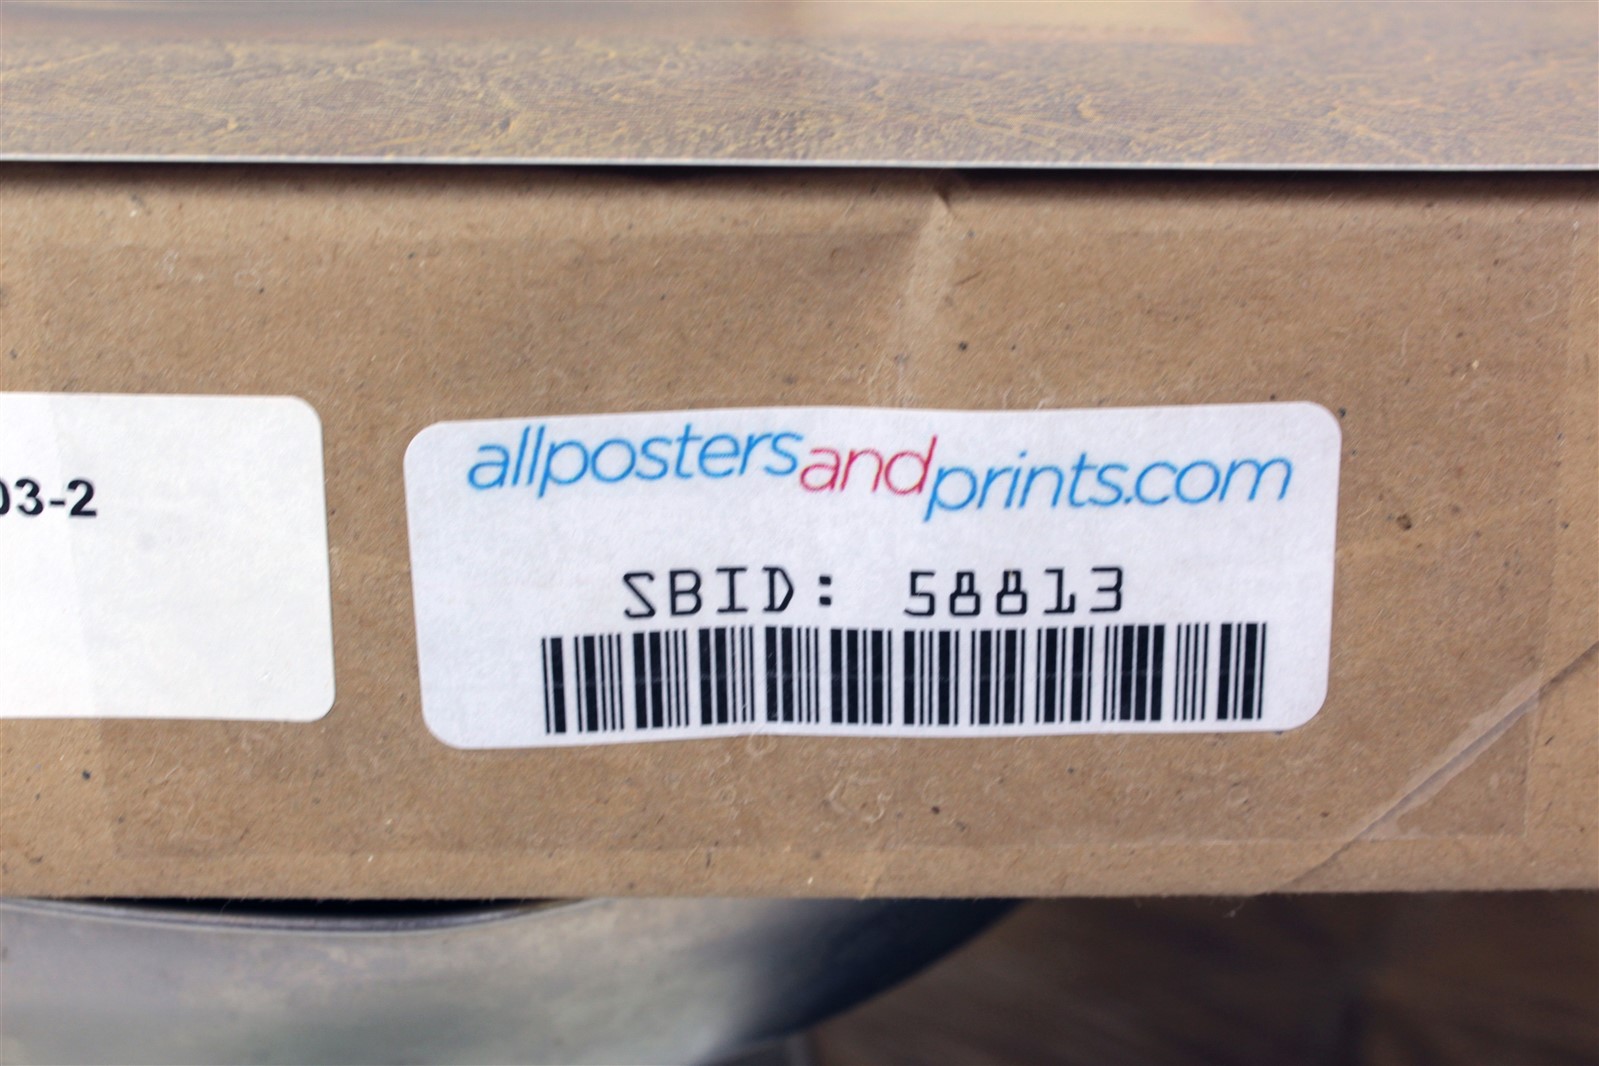 03-2
allpostersandprints.com
SBID: 58813